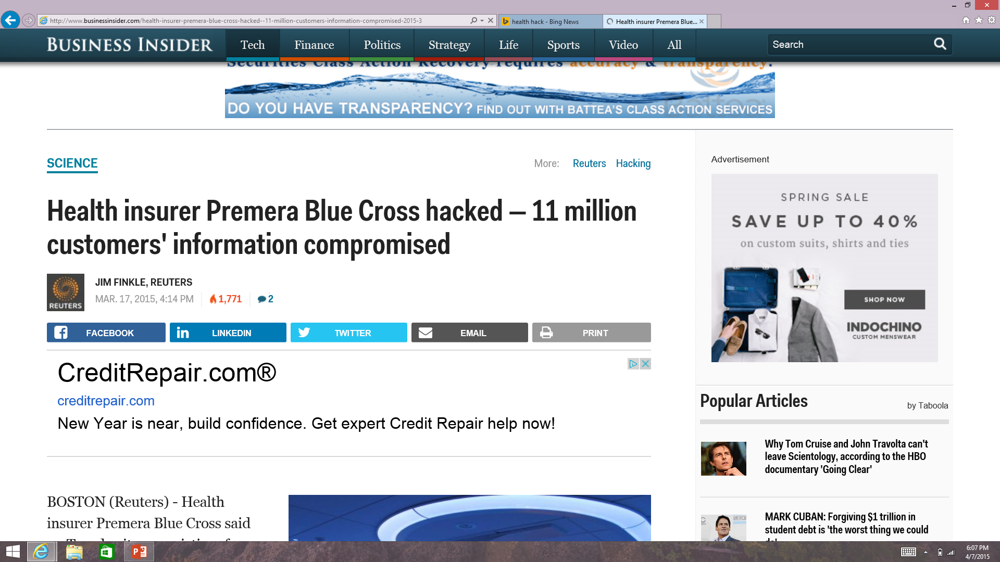 http://www.businessinsider.com/health-insurer-premera-blue-cross-hacked--11-million-customers-information-compromised-2015-3
health hack - Bing News
Health insurer Premera Blue...
BUSINESS INSIDER
Tech
Finance
Politics
Strategy
Life
Sports
Video
All
Search
Securities Class Action Recovery requires accuracy & transparency.
DO YOU HAVE TRANSPARENCY? FIND OUT WITH BATTEA'S CLASS ACTION SERVICES
SCIENCE
More: Reuters Hacking
Health insurer Premera Blue Cross hacked — 11 million
customers' information compromised
REUTERS
JIM FINKLE, REUTERS
MAR. 17, 2015, 4:14 PM
1,771
2
FACEBOOK
LINKEDIN
TWITTER
EMAIL
PRINT
CreditRepair.com®
creditrepair.com
New Year is near, build confidence. Get expert Credit Repair help now!
BOSTON (Reuters) - Health
insurer Premera Blue Cross said
Advertisement
SPRING SALE
SAVE UP TO 40%
on custom suits, shirts and ties
SHOP NOW
INDOCHINO
CUSTOM MENSWEAR
Popular Articles
by Taboola
Why Tom Cruise and John Travolta can't
leave Scientology, according to the HBO
documentary 'Going Clear'
MARK CUBAN: Forgiving $1 trillion in
student debt is 'the worst thing we could
do'
6:07 PM
4/7/2015